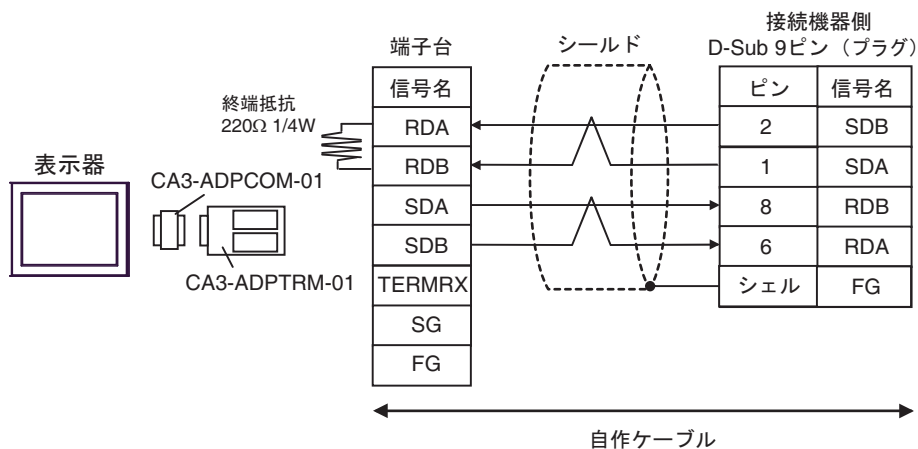 接続機器側
端子台
シールド
D-Sub 9ピン（プラグ）
信号名
ピン
信号名
終端抵抗
220Ω 1/4W
RDA
2
SDB
RDB
1
SDA
表示器
CA3-ADPCOM-01
SDA
8
RDB
SDB
6
RDA
CA3-ADPTRM-01
TERMRX
シェル
FG
SG
FG
自作ケーブル